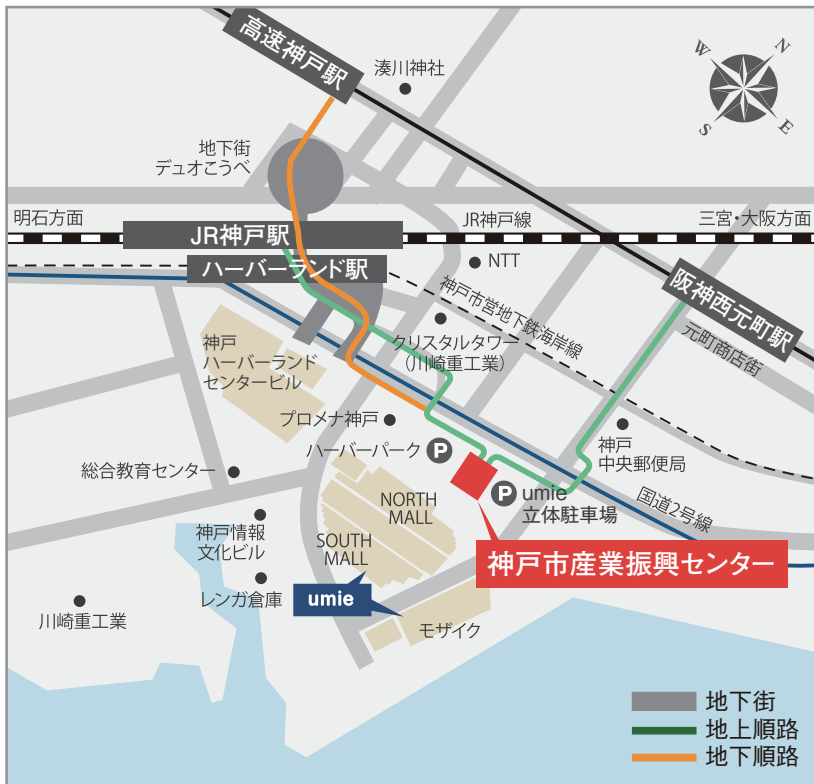 高速神戸駅
湊川神社
N
W
E
S
地下街
デュオこうべ
明石方面
JR神戸駅
JR神戸線
三宮・大阪方面
ハーバーランド駅
NTT
神戸市営地下鉄海岸線
阪神西元町駅
元町商店街
神戸
ハーバーランド
センタービル
クリスタルタワー
（川崎重工業）
プロメナ神戸
ハーバーパーク
P
神戸
中央郵便局
総合教育センター
P
umie
立体駐車場
国道2号線
NORTH
MALL
神戸情報
文化ビル
SOUTH
MALL
神戸市産業振興センター
レンガ倉庫
umie
川崎重工業
モザイク
地下街
地上順路
地下順路